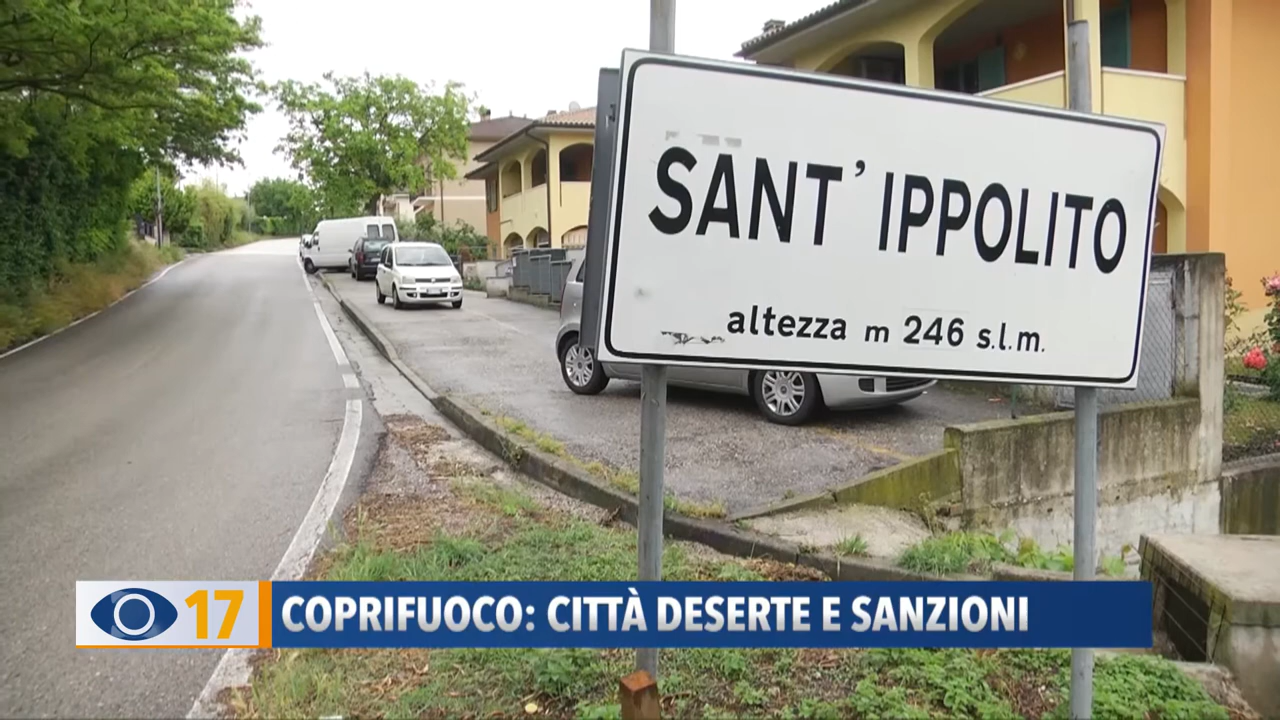 SANT' IPPOLITO
altezza m 246 s.l.m.
17 COPRIFUOCO: CITTÀ DESERTE E SANZIONI